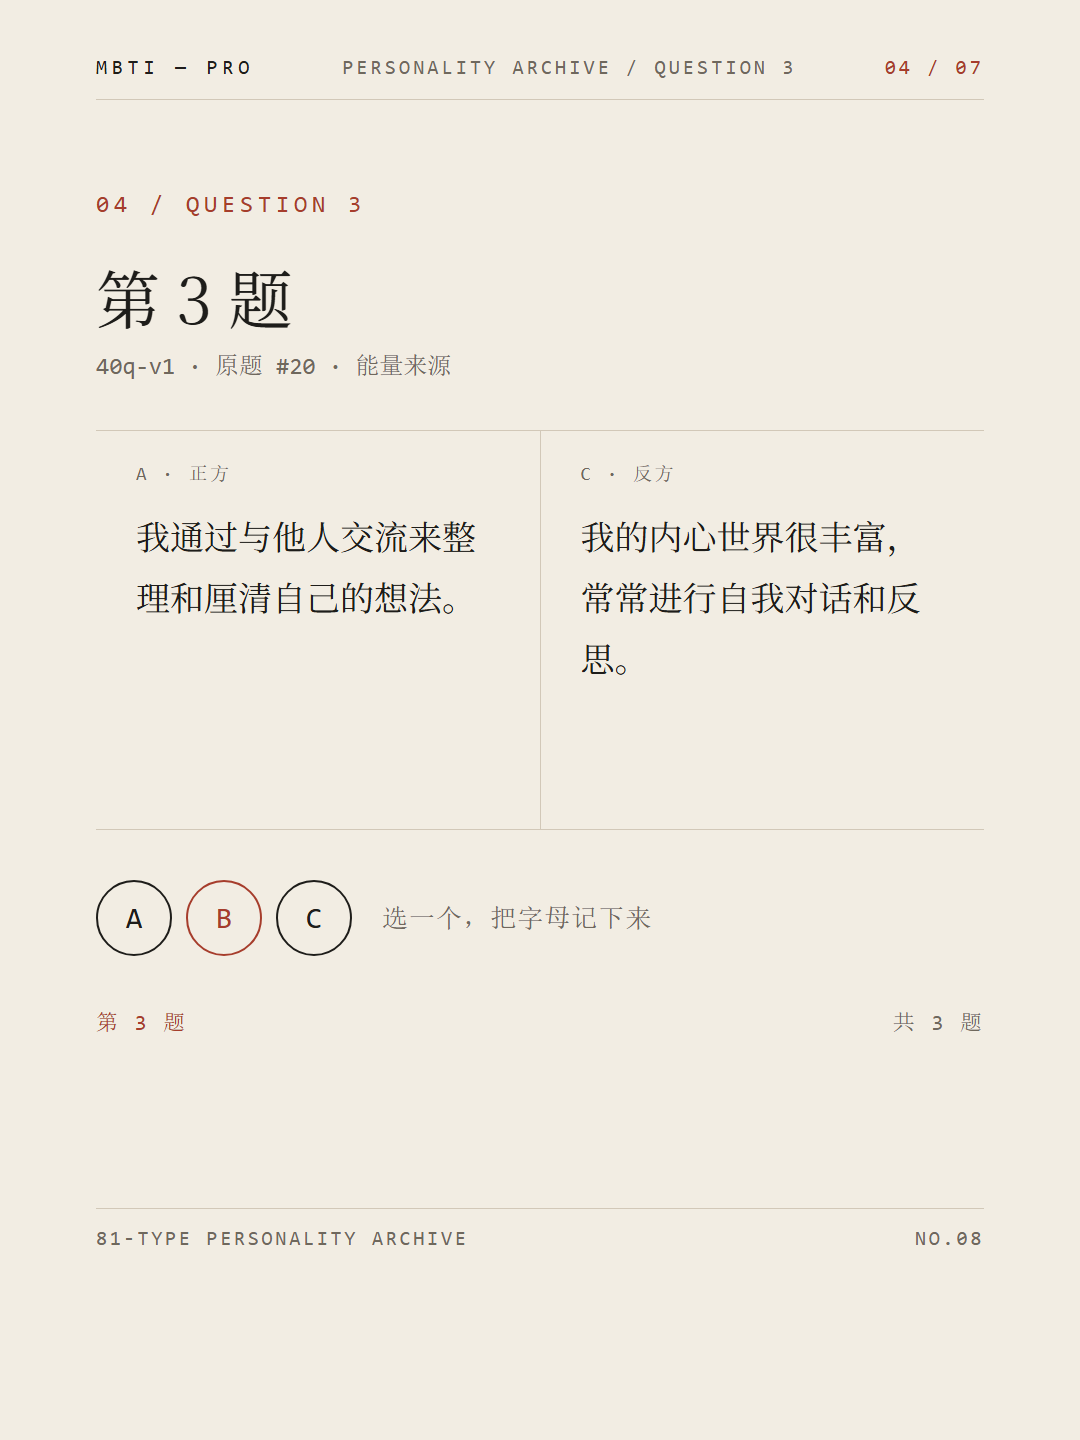 MBTI — PRO
PERSONALITY ARCHIVE / QUESTION 3
04 / 07
04 / QUESTION 3
第 3 题
40q-v1 · 原题 #20 · 能量来源
A · 正方
我通过与他人交流来整
理和厘清自己的想法。
C · 反方
我的内心世界很丰富，
常常进行自我对话和反
思。
A B C 选一个，把字母记下来
第 3 题
共 3 题
81-TYPE PERSONALITY ARCHIVE
NO.08